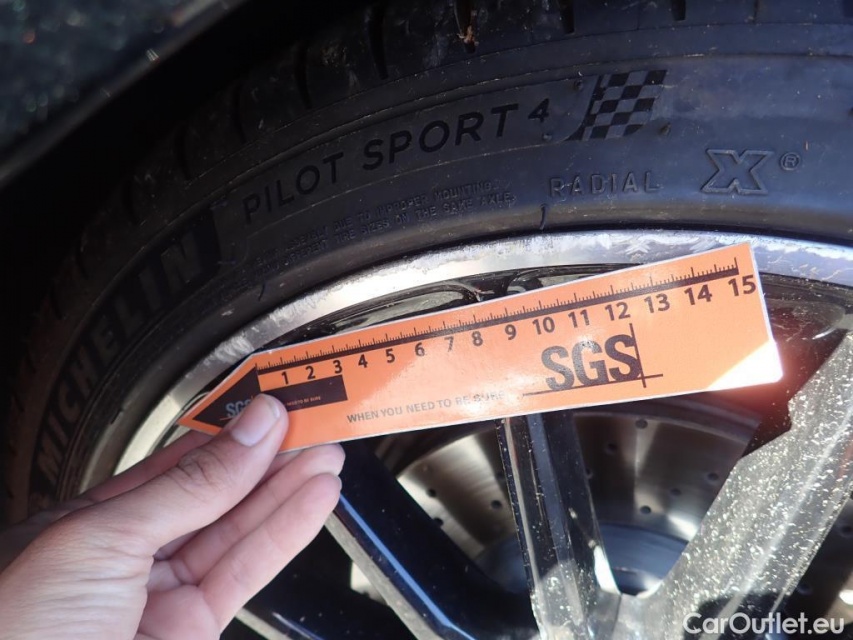 PILOT SPORT 4
MICHELIN
RADIAL X®
1 2 3 4 5 6 7 8 9 10 11 12 13 14 15
SGS
SGS
WHEN YOU NEED TO BE SURE
CarOutlet.eu